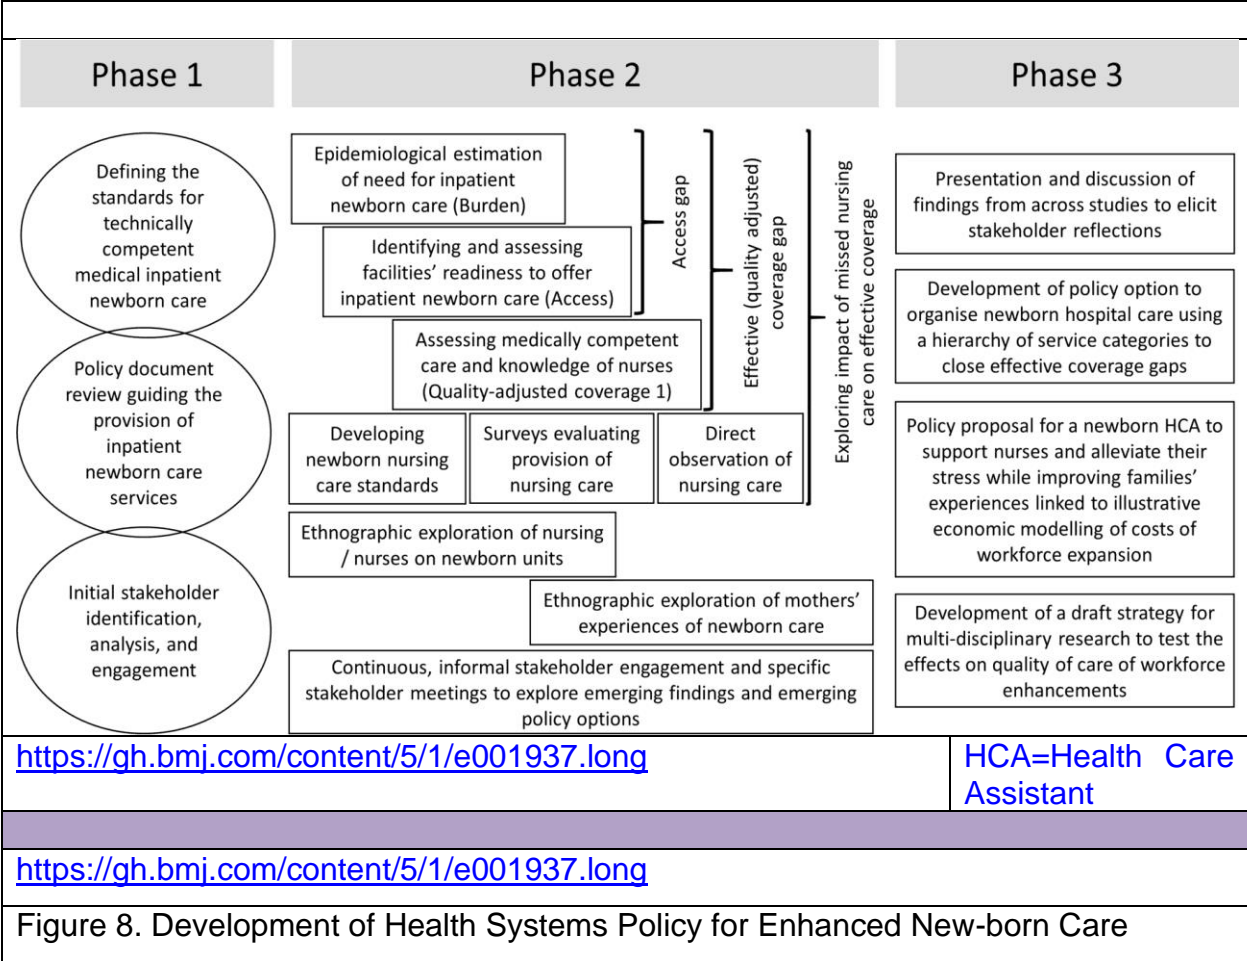 Phase 1
Phase 2
Phase 3
Defining the
standards for
technically
competent
medical inpatient
newborn care
Policy document
review guiding the
provision of
inpatient
newborn care
services
Initial stakeholder
identification,
analysis, and
engagement
Epidemiological estimation
of need for inpatient
newborn care (Burden)
Identifying and assessing
facilities’ readiness to offer
inpatient newborn care (Access)
Assessing medically competent
care and knowledge of nurses
(Quality-adjusted coverage 1)
Developing
newborn nursing
care standards
Surveys evaluating
provision of
nursing care
Direct
observation of
nursing care
Ethnographic exploration of nursing
/ nurses on newborn units
Ethnographic exploration of mothers’
experiences of newborn care
Continuous, informal stakeholder engagement and specific
stakeholder meetings to explore emerging findings and emerging
policy options
Access gap
Effective (quality adjusted)
coverage gap
Exploring impact of missed nursing
care on effective coverage
Presentation and discussion of
findings from across studies to elicit
stakeholder reflections
Development of policy option to
organise newborn hospital care using
a hierarchy of service categories to
close effective coverage gaps
Policy proposal for a newborn HCA to
support nurses and alleviate their
stress while improving families’
experiences linked to illustrative
economic modelling of costs of
workforce expansion
Development of a draft strategy for
multi-disciplinary research to test the
effects on quality of care of workforce
enhancements
https://gh.bmj.com/content/5/1/e001937.long
HCA=Health Care
Assistant
https://gh.bmj.com/content/5/1/e001937.long
Figure 8. Development of Health Systems Policy for Enhanced New-born Care